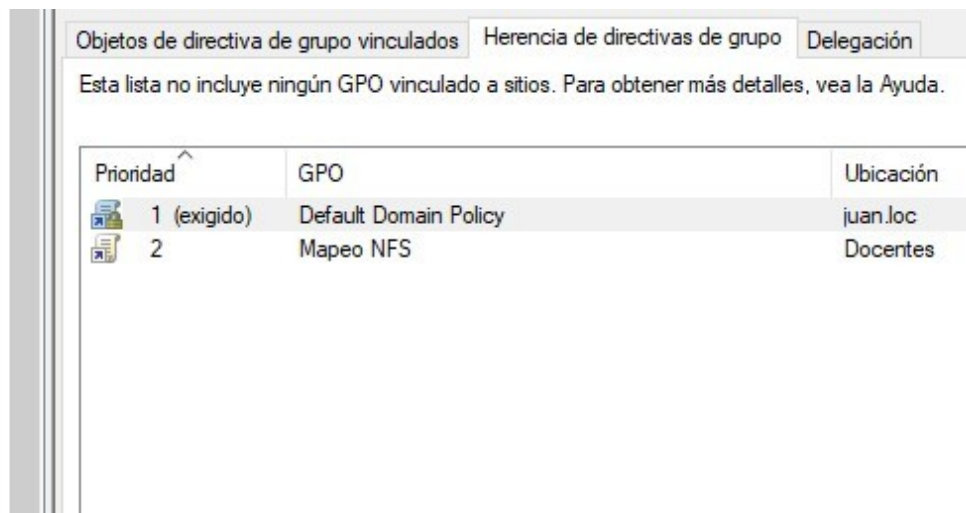 Objetos de directiva de grupo vinculados Herencia de directivas de grupo Delegación
Esta lista no incluye ningún GPO vinculado a sitios. Para obtener más detalles, vea la Ayuda.
Prioridad GPO Ubicación
1 (exigido) Default Domain Policy juan.loc
2 Mapeo NFS Docentes